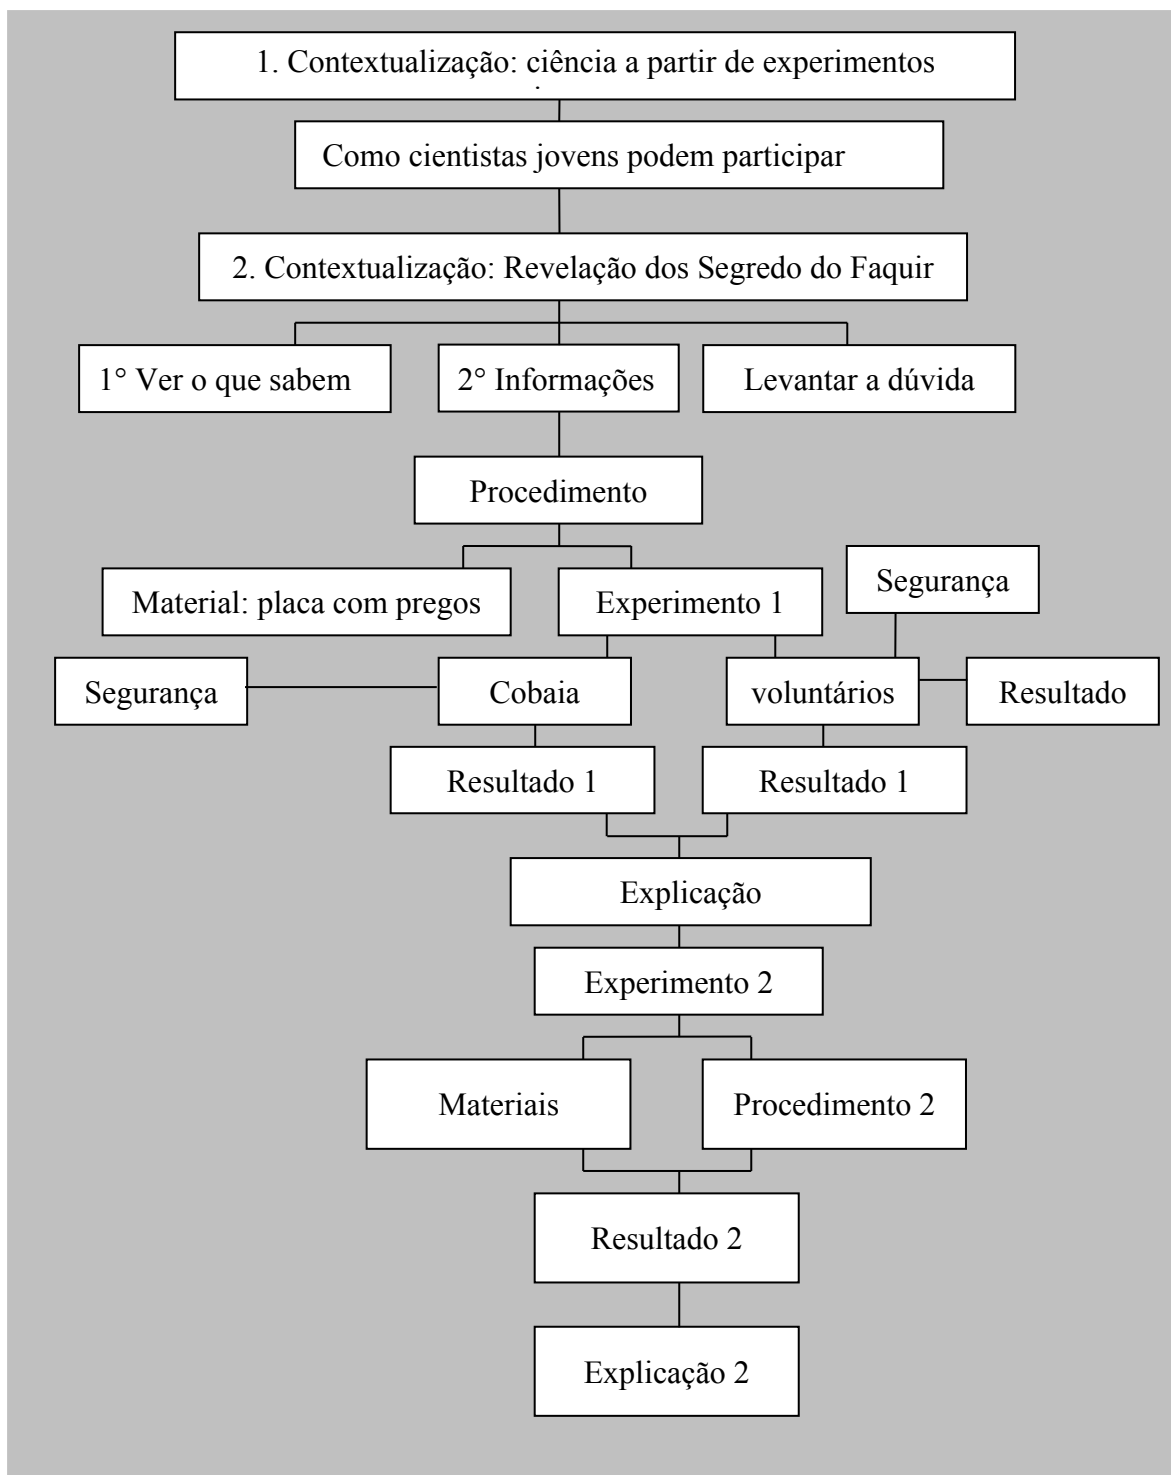 1. Contextualização: ciência a partir de experimentos
Como cientistas jovens podem participar
2. Contextualização: Revelação dos Segredo do Faquir
1° Ver o que sabem
2° Informações
Levantar a dúvida
Procedimento
Material: placa com pregos
Experimento 1
Segurança
Segurança
Cobaia
voluntários
Resultado
Resultado 1
Resultado 1
Explicação
Experimento 2
Materiais
Procedimento 2
Resultado 2
Explicação 2